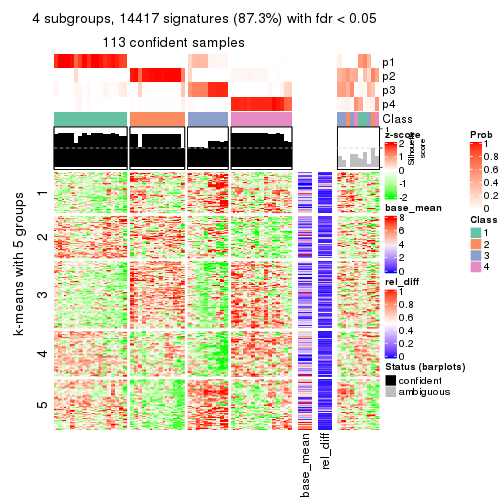 4 subgroups, 14417 signatures (87.3%) with fdr < 0.05
113 confident samples
p1
p2
p3
p4
Class
1
Silhouette
score
z-score
2
1
0
-1
-2
base_mean
8
6
4
2
0
rel_diff
1
0.8
0.6
0.4
0.2
0
Status (barplots)
confident
ambiguous
Prob
1
0.8
0.6
0.4
0.2
0
Class
1
2
3
4
k-means with 5 groups
1
2
3
4
5
base_mean
rel_diff